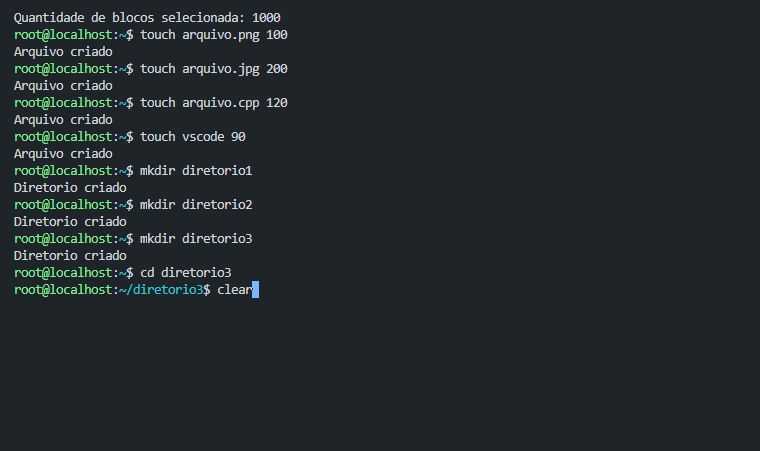 Quantidade de blocos selecionada: 1000
root@localhost:~$ touch arquivo.png 100
Arquivo criado
root@localhost:~$ touch arquivo.jpg 200
Arquivo criado
root@localhost:~$ touch arquivo.cpp 120
Arquivo criado
root@localhost:~$ touch vscode 90
Arquivo criado
root@localhost:~$ mkdir diretorio1
Diretorio criado
root@localhost:~$ mkdir diretorio2
Diretorio criado
root@localhost:~$ mkdir diretorio3
Diretorio criado
root@localhost:~$ cd diretorio3
root@localhost:~/diretorio3$ clear